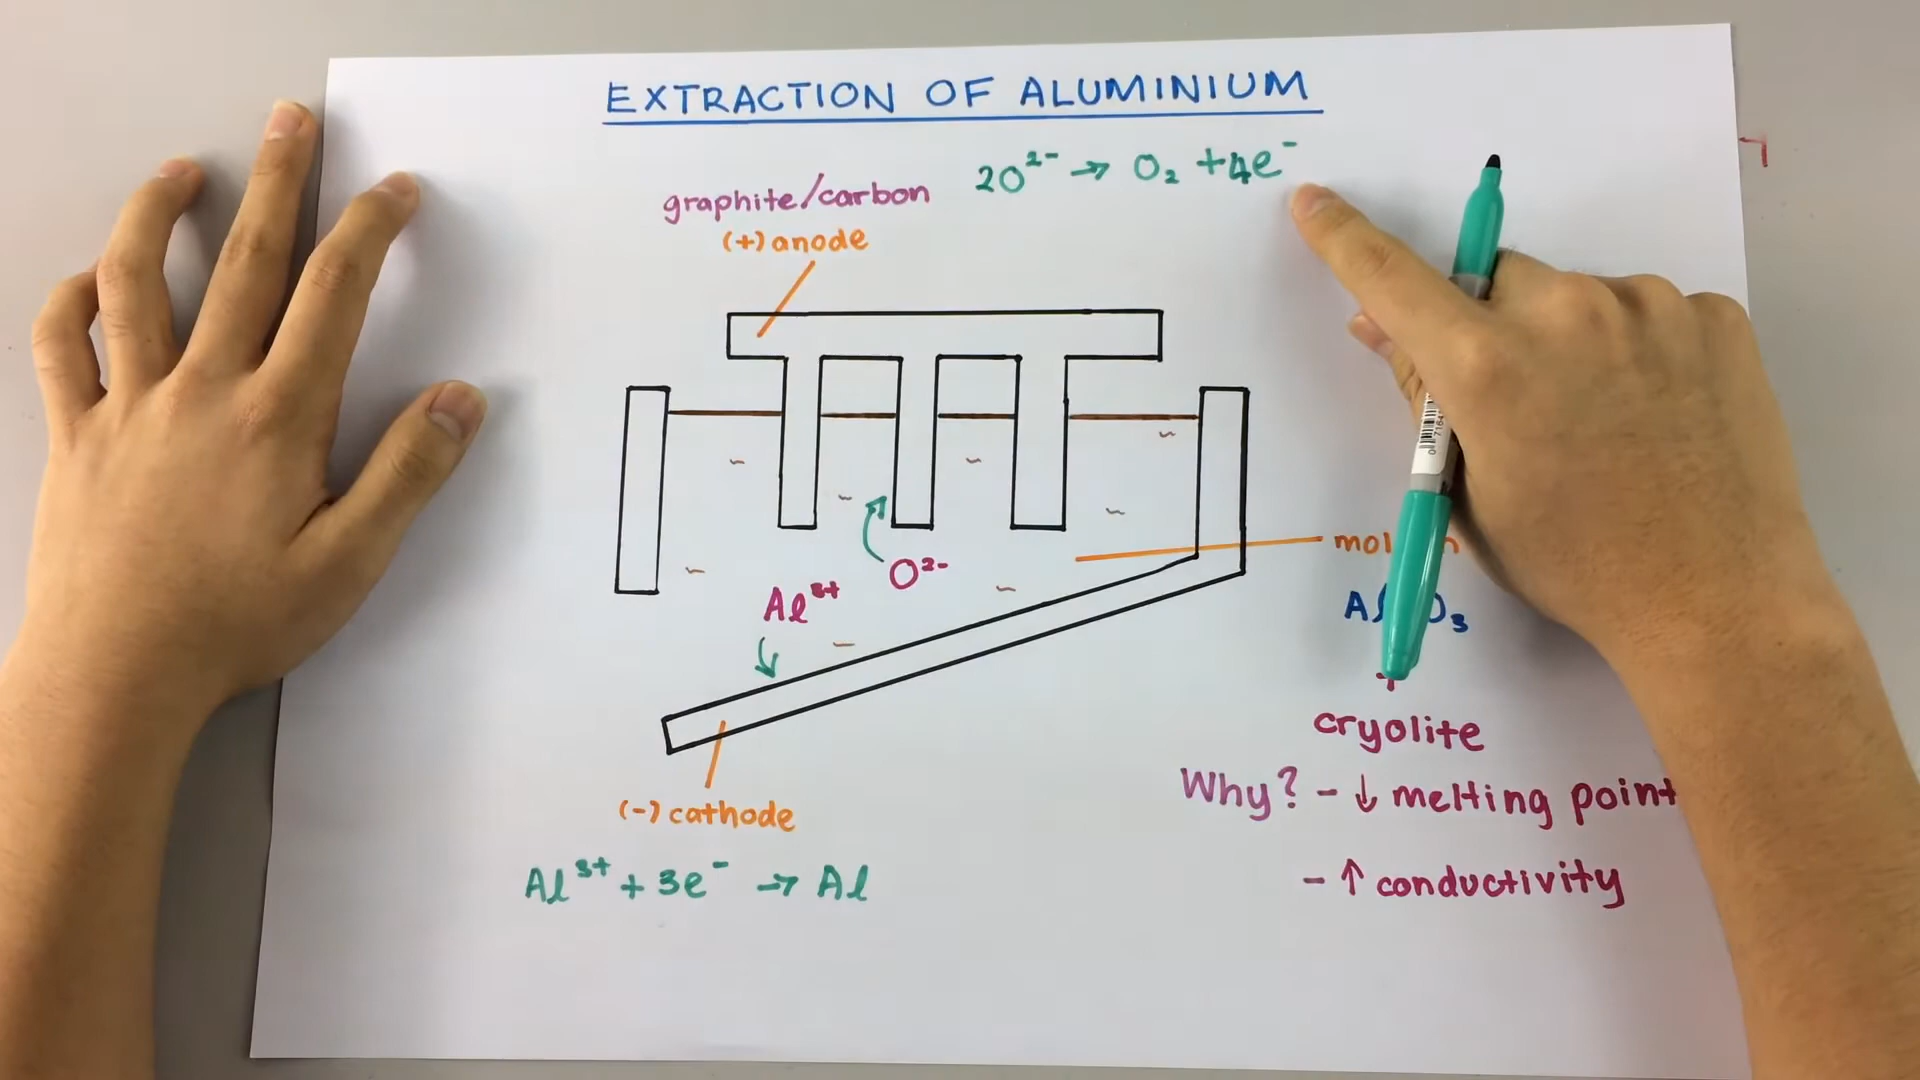 EXTRACTION OF ALUMINIUM
2O²⁻ → O₂ + 4e⁻
graphite/carbon
(+) anode
O²⁻
Al³⁺
cryolite
Why? - ↓ melting point
- ↑ conductivity
(-) cathode
Al³⁺ + 3e⁻ → Al